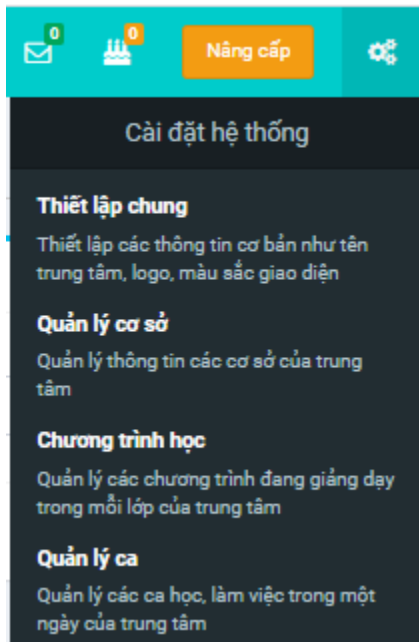 0
0
Nâng cấp
Cài đặt hệ thống
Thiết lập chung
Thiết lập các thông tin cơ bản như tên
trung tâm, logo, màu sắc giao diện
Quản lý cơ sở
Quản lý thông tin các cơ sở của trung
tâm
Chương trình học
Quản lý các chương trình đang giảng dạy
trong mỗi lớp của trung tâm
Quản lý ca
Quản lý các ca học, làm việc trong một
ngày của trung tâm